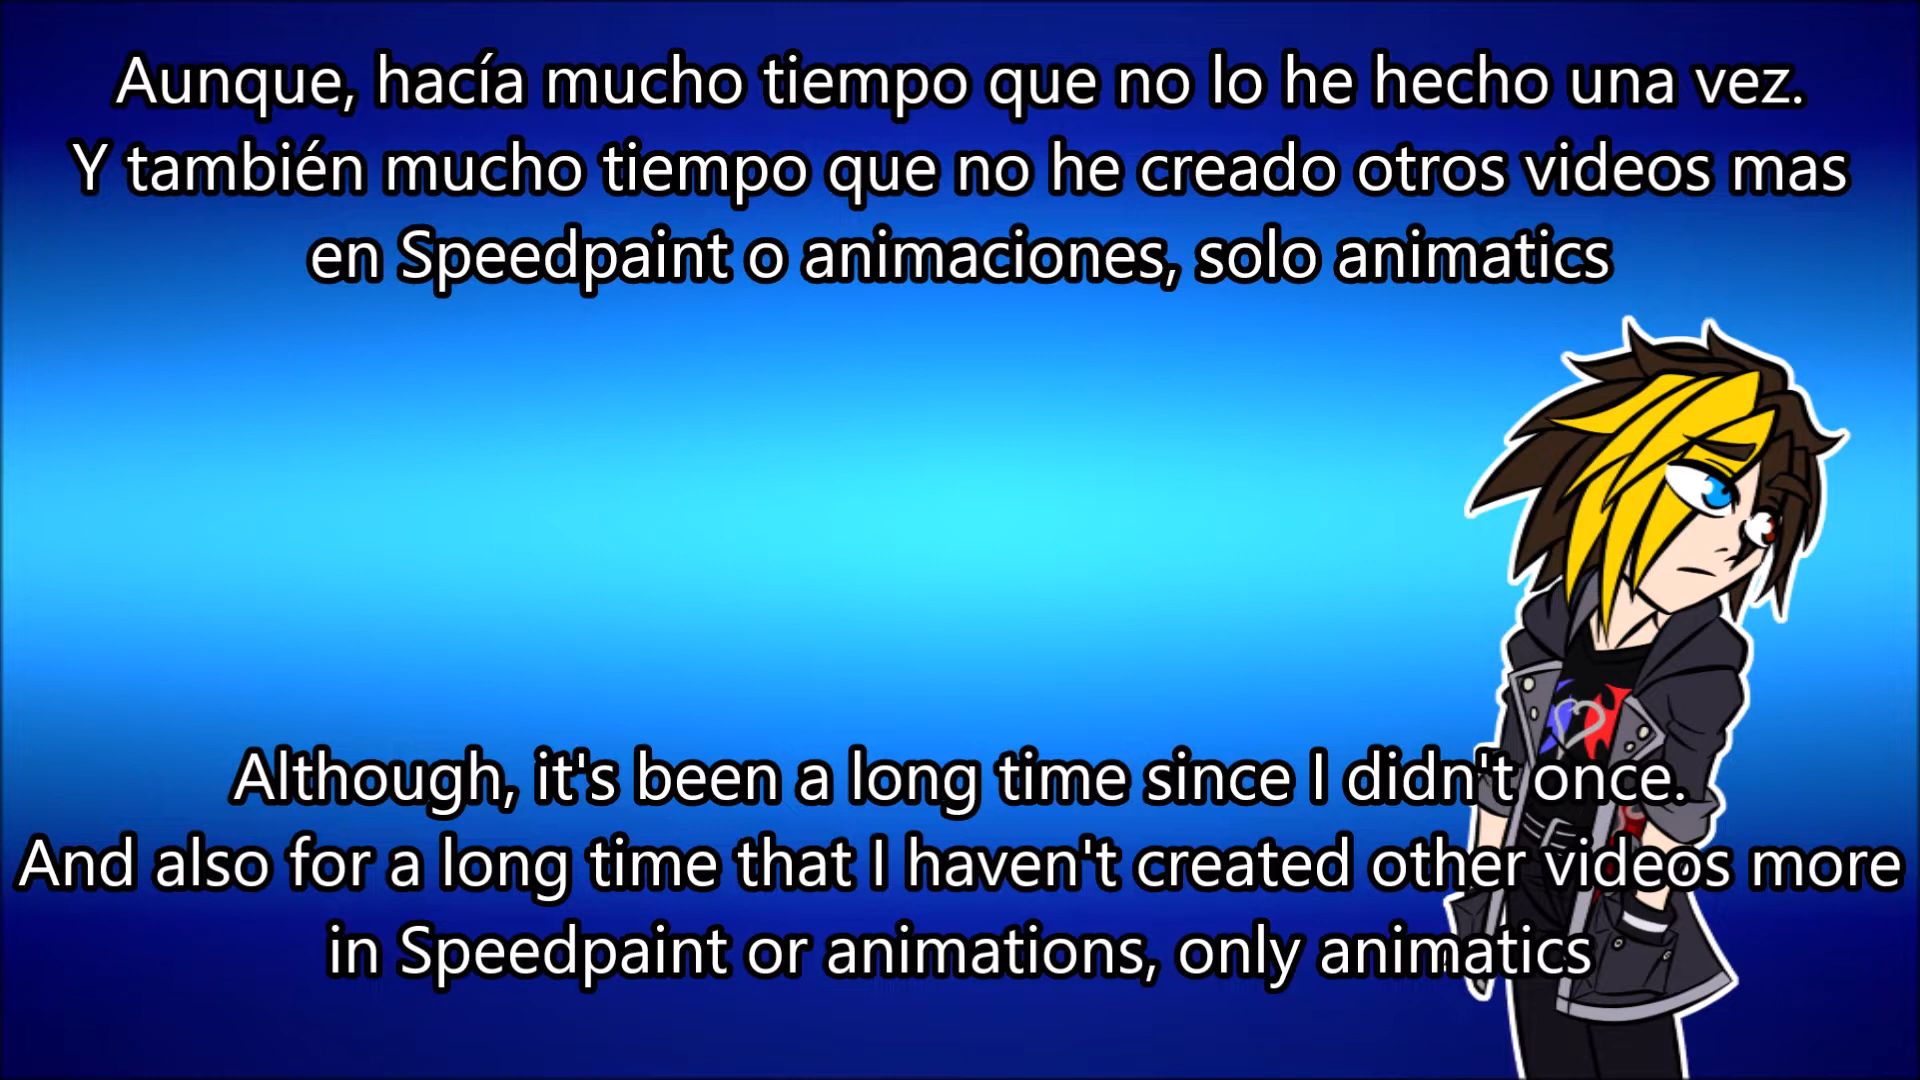 Aunque, hacía mucho tiempo que no lo he hecho una vez.
Y también mucho tiempo que no he creado otros videos mas
en Speedpaint o animaciones, solo animatics
Although, it's been a long time since I didn't once.
And also for a long time that I haven't created other videos more
in Speedpaint or animations, only animatics